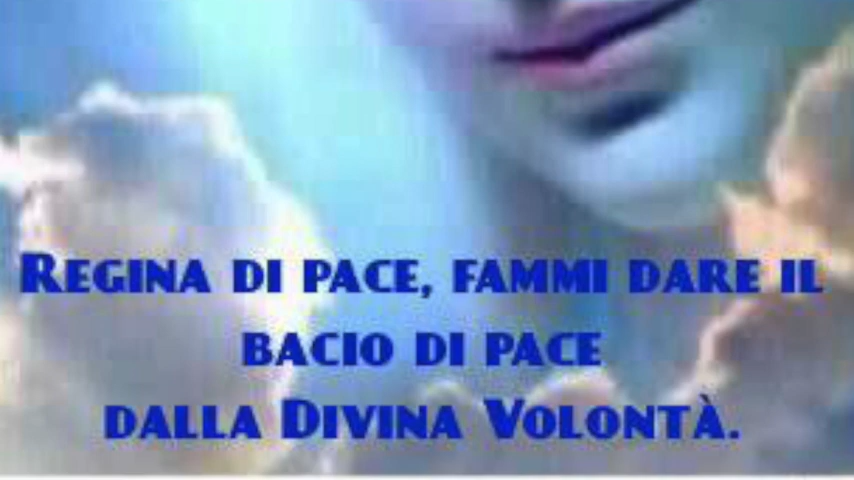 Regina di pace, fammi dare il
bacio di pace
dalla Divina Volontà.